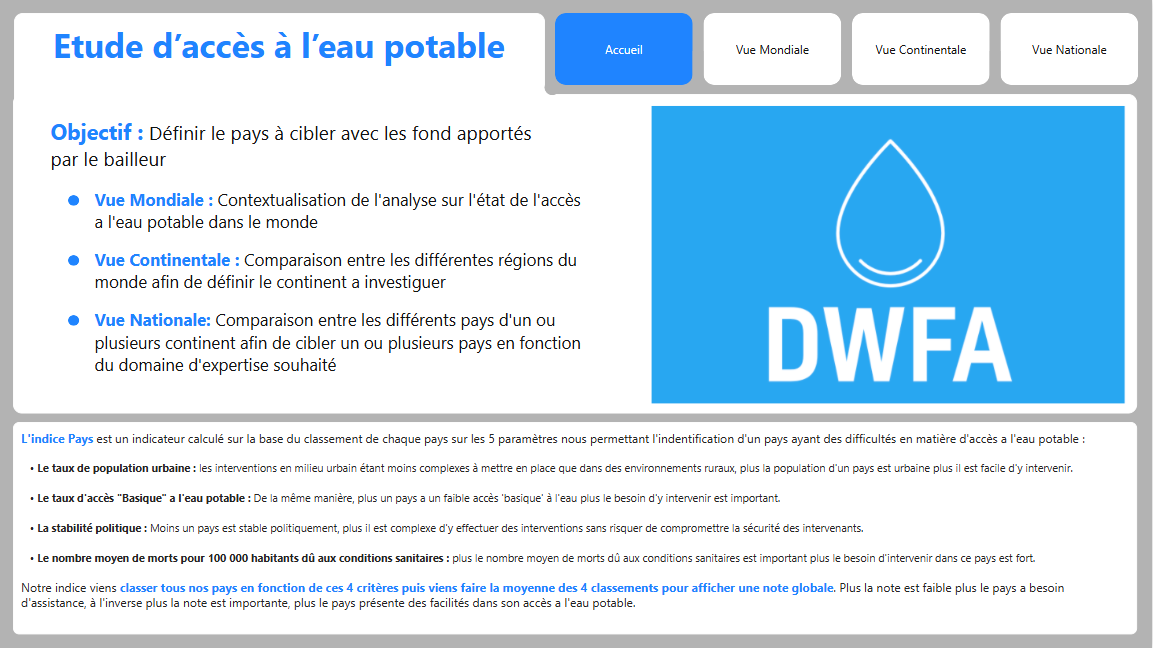 Etude d’accès à l’eau potable
Accueil
Vue Mondiale
Vue Continentale
Vue Nationale
Objectif : Définir le pays à cibler avec les fond apportés
par le bailleur
● Vue Mondiale : Contextualisation de l'analyse sur l'état de l'accès
a l'eau potable dans le monde
● Vue Continentale : Comparaison entre les différentes régions du
monde afin de définir le continent a investiguer
● Vue Nationale: Comparaison entre les différents pays d'un ou
plusieurs continent afin de cibler un ou plusieurs pays en fonction
du domaine d'expertise souhaité
DWFA
L'indice Pays est un indicateur calculé sur la base du classement de chaque pays sur les 5 paramètres nous permettant l'indentification d'un pays ayant des difficultés en matière d'accès a l'eau potable :
• Le taux de population urbaine : les interventions en milieu urbain étant moins complexes à mettre en place que dans des environnements ruraux, plus la population d'un pays est urbaine plus il est facile d'y intervenir.
• Le taux d'accès "Basique" a l'eau potable : De la même manière, plus un pays a un faible accès 'basique' à l'eau plus le besoin d'y intervenir est important.
• La stabilité politique : Moins un pays est stable politiquement, plus il est complexe d'y effectuer des interventions sans risquer de compromettre la sécurité des intervenants.
• Le nombre moyen de morts pour 100 000 habitants dû aux conditions sanitaires : plus le nombre moyen de morts dû aux conditions sanitaires est important plus le besoin d'intervenir dans ce pays est fort.
Notre indice viens classer tous nos pays en fonction de ces 4 critères puis viens faire la moyenne des 4 classements pour afficher une note globale. Plus la note est faible plus le pays a besoin
d'assistance, à l'inverse plus la note est importante, plus le pays présente des facilités dans son accès a l'eau potable.